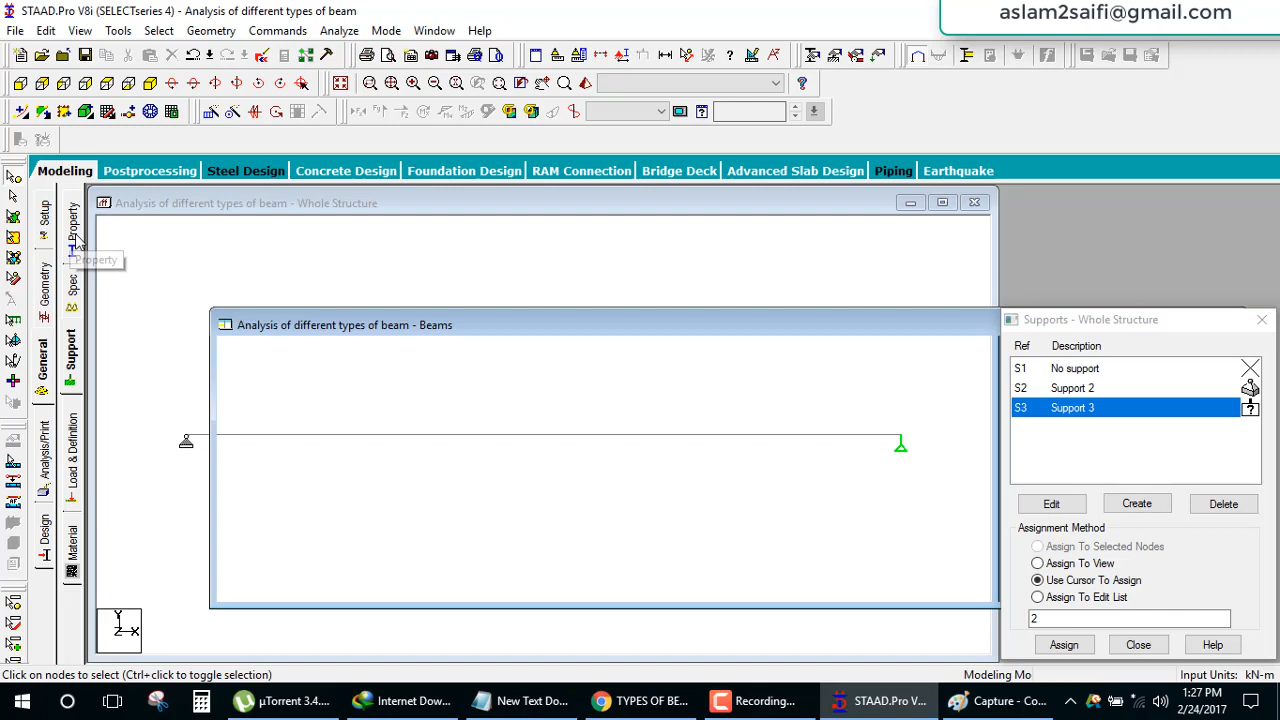 STAAD.Pro V8i (SELECTseries 4) - Analysis of different types of beam
aslam2saifi@gmail.com
File Edit View Tools Select Geometry Commands Analyze Mode Window Help
Modeling Postprocessing Steel Design Concrete Design Foundation Design RAM Connection Bridge Deck Advanced Slab Design Piping Earthquake
Setup
Geometry
General
Analysis/Print
Design
Property
Spec
Support
Load & Definition
Material
Analysis of different types of beam - Whole Structure
Property
Analysis of different types of beam - Beams
Supports - Whole Structure
Ref Description
S1 No support
S2 Support 2
S3 Support 3
Edit Create Delete
Assignment Method
Assign To Selected Nodes
Assign To View
Use Cursor To Assign
Assign To Edit List
2
Assign Close Help
Y
Z X
Click on nodes to select (Ctrl+click to toggle selection)
Modeling Mo
Input Units: kN-m
μTorrent 3.4....
Internet Dow...
New Text Do...
TYPES OF BE...
Recording...
STAAD.Pro V...
Capture - Co...
1:27 PM
2/24/2017